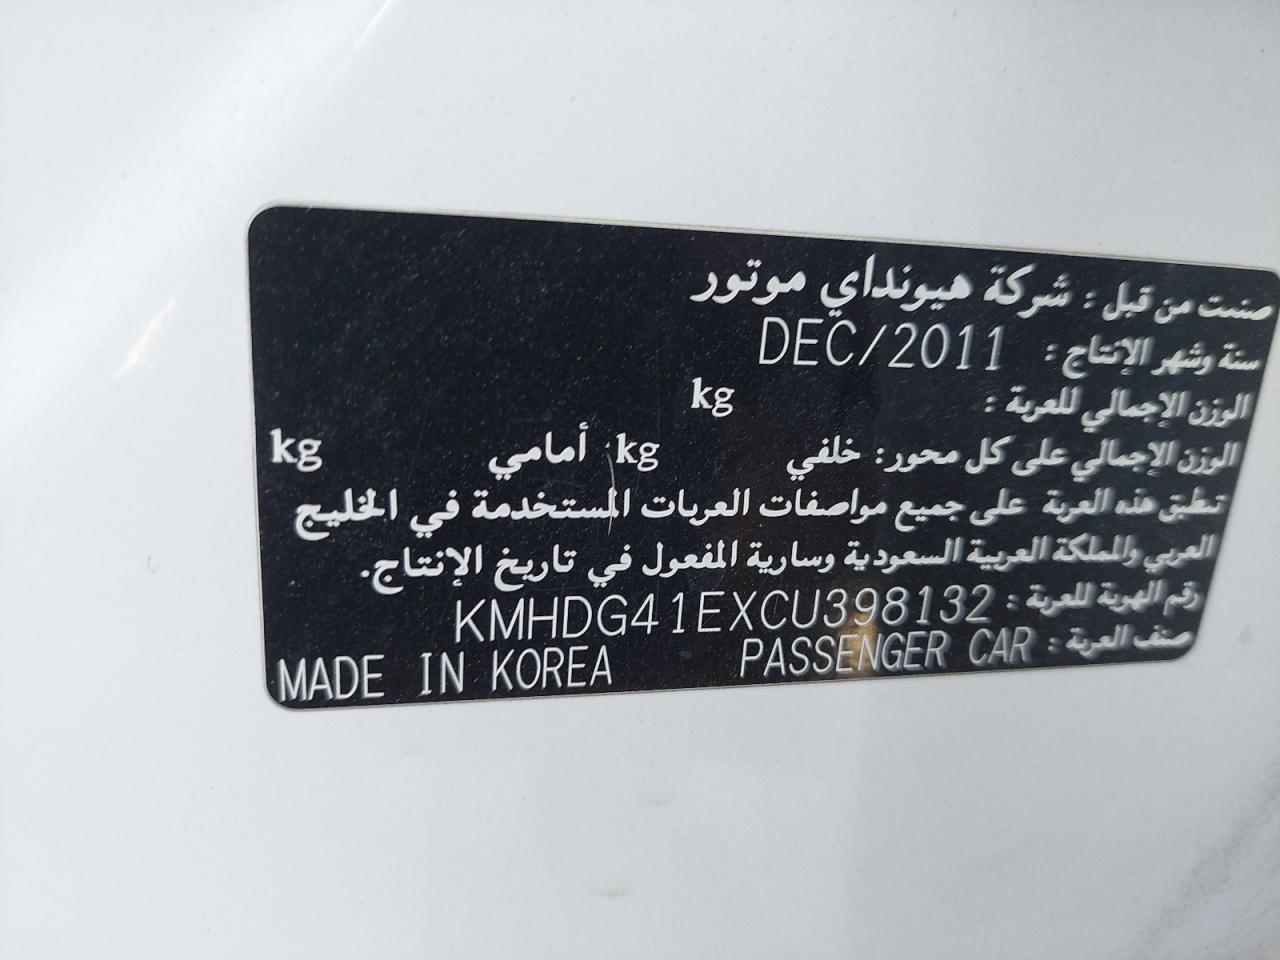 صنعت من قبل : شركة هيونداي موتور
سنة وشهر الإنتاج : DEC/2011
الوزن الإجمالي للعربة : kg
الوزن الإجمالي على كل محور: خلفي kg أمامي kg
تطبق هذه العربة على جميع مواصفات العربات المستخدمة في الخليج
العربي والمملكة العربية السعودية وسارية المفعول في تاريخ الإنتاج.
رقم الهوية للعربة : KMHDG41EXCU398132
صنف العربة : PASSENGER CAR MADE IN KOREA